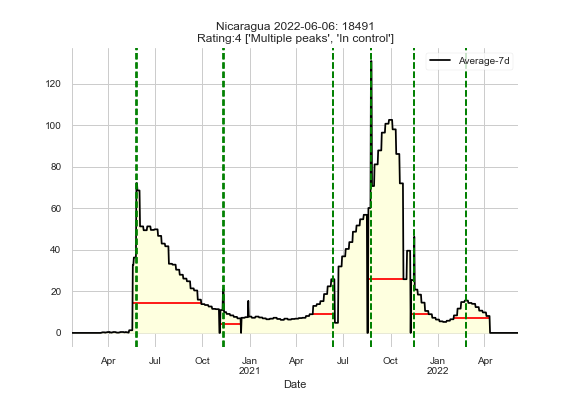 Nicaragua 2022-06-06: 18491
Rating:4 ['Multiple peaks', 'In control']
Average-7d
120
100
80
60
40
20
0
Apr Jul Oct Jan Apr Jul Oct Jan Apr
2021 2022
Date